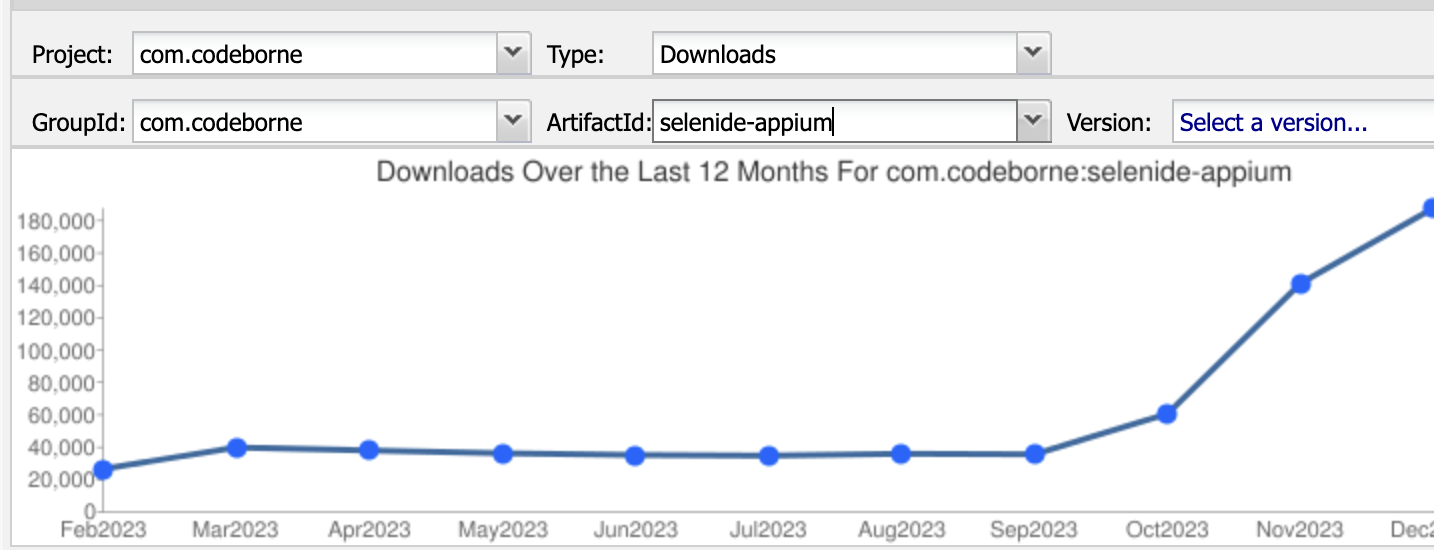 Project: com.codeborne Type: Downloads
GroupId: com.codeborne ArtifactId: selenide-appium Version: Select a version...
Downloads Over the Last 12 Months For com.codeborne:selenide-appium
180,000
160,000
140,000
120,000
100,000
80,000
60,000
40,000
20,000
0
Feb2023 Mar2023 Apr2023 May2023 Jun2023 Jul2023 Aug2023 Sep2023 Oct2023 Nov2023